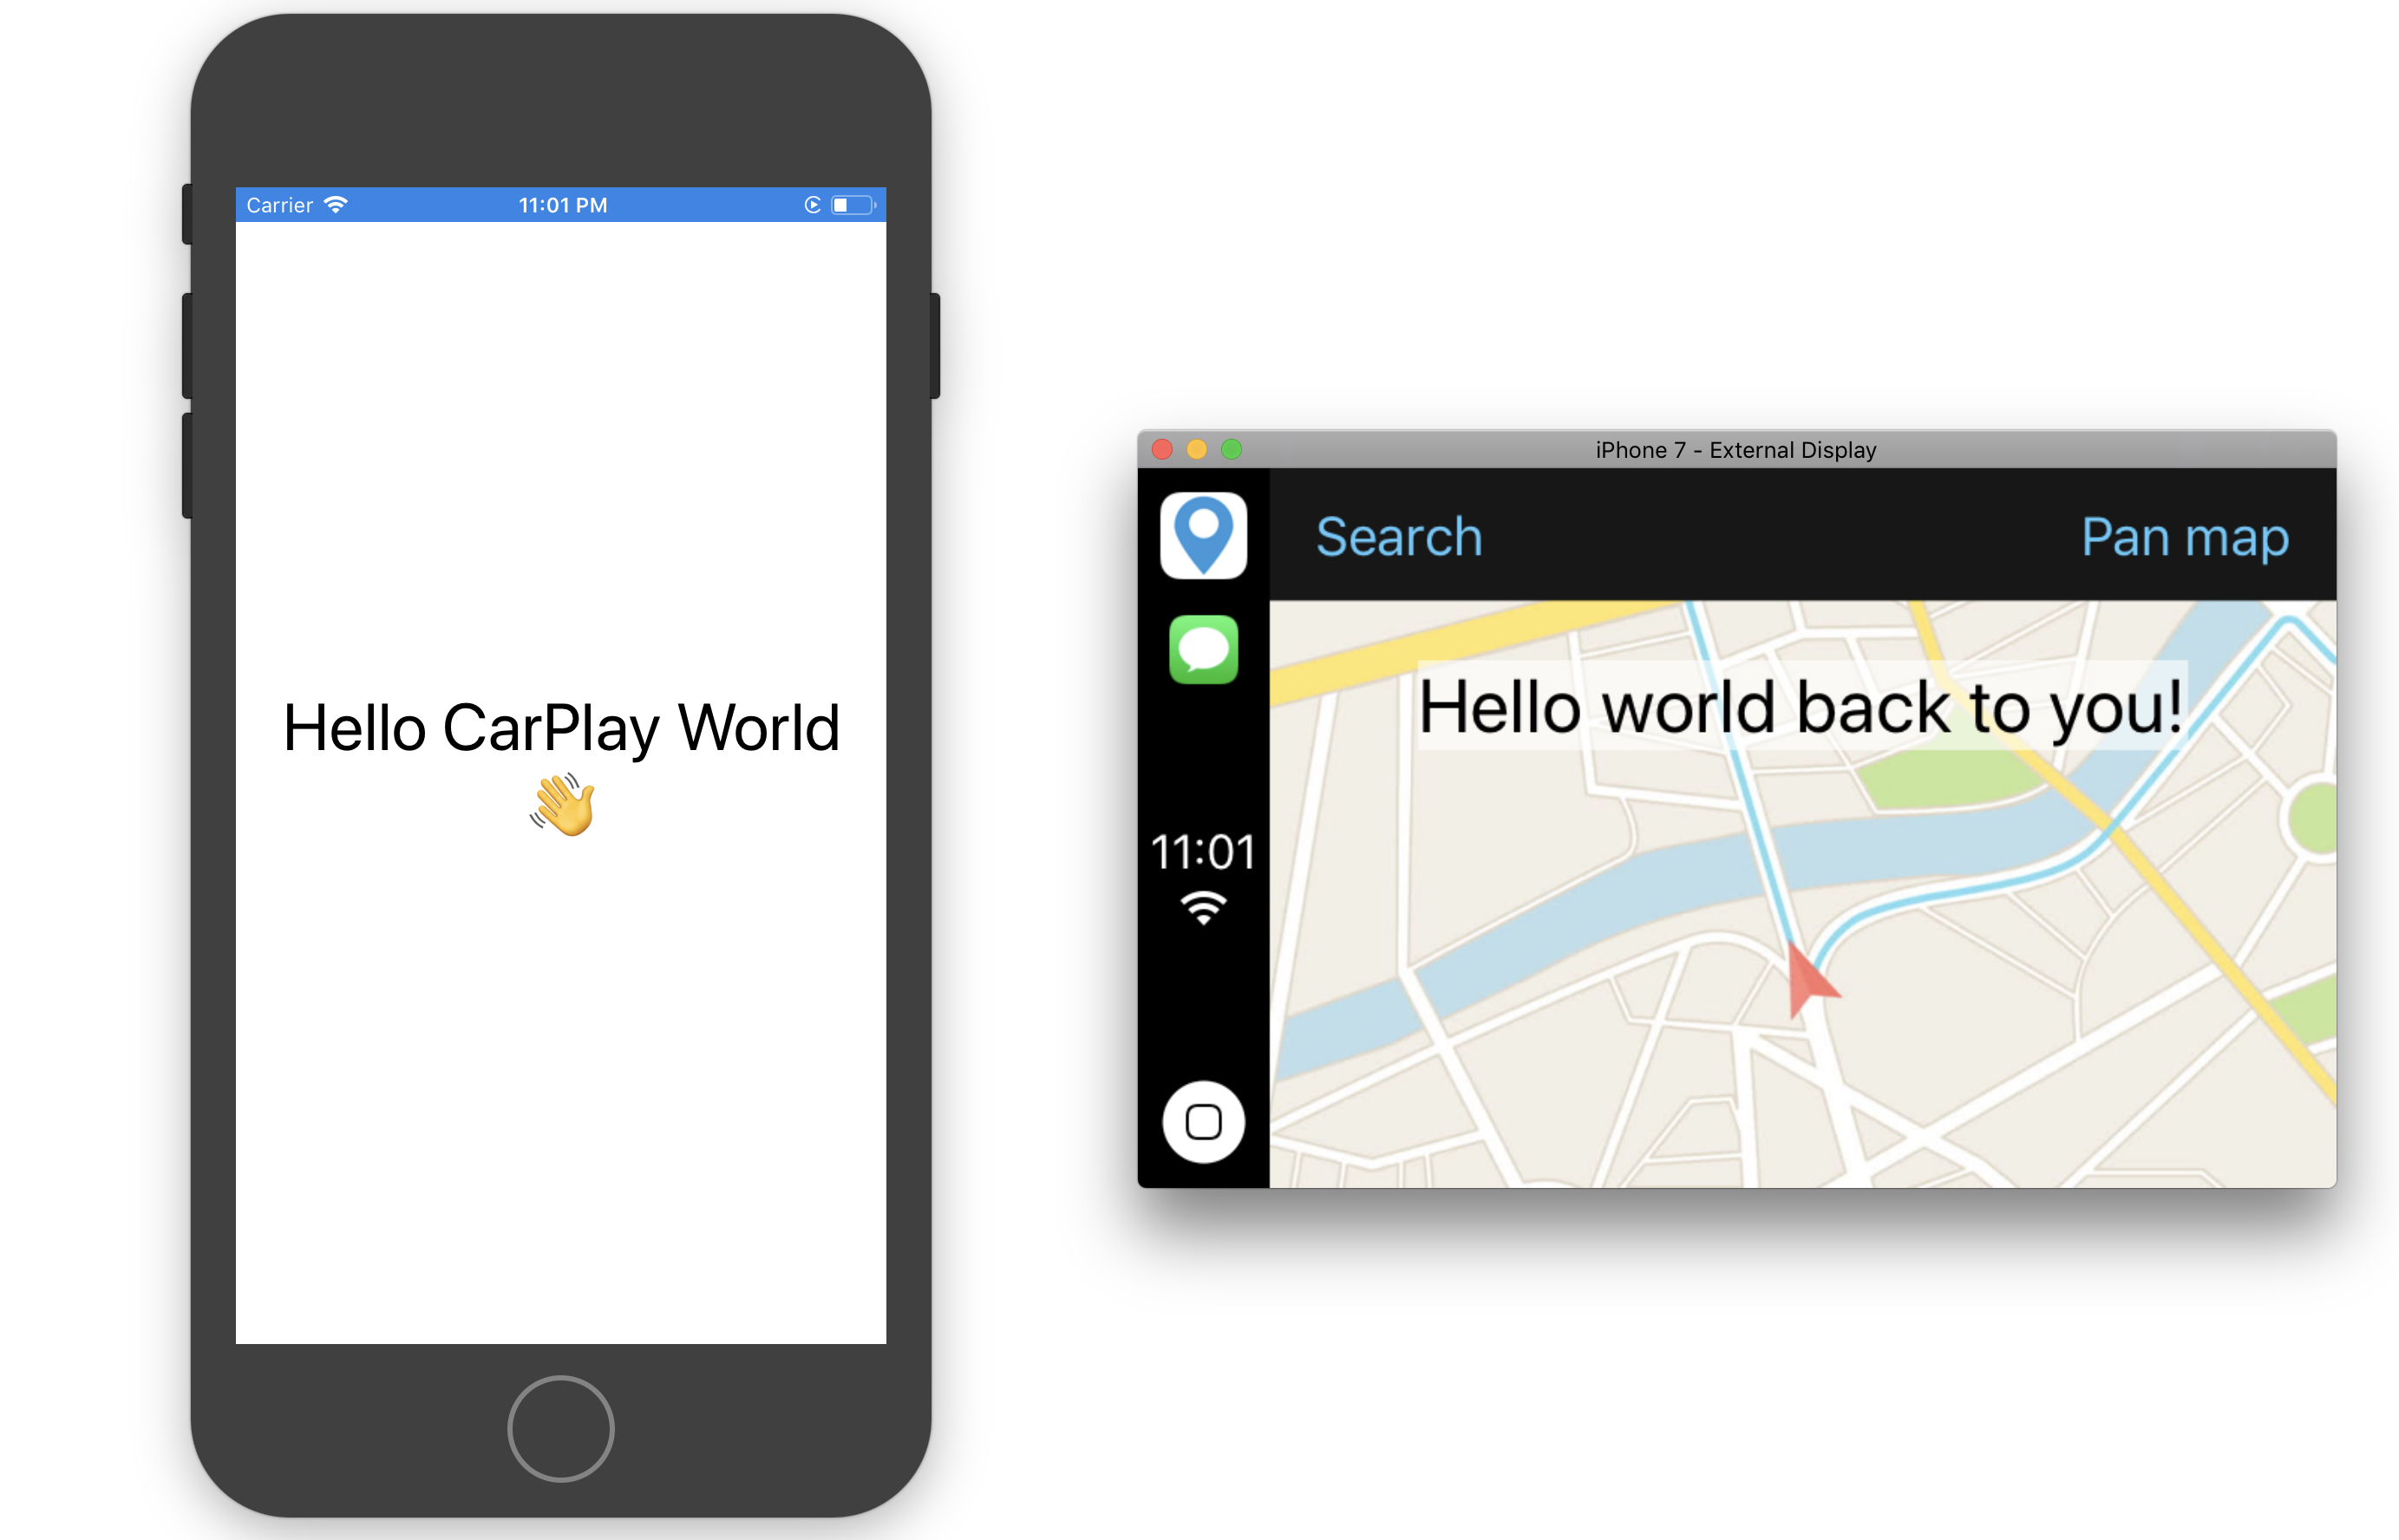 Carrier 11:01 PM
Hello CarPlay World
👋
iPhone 7 - External Display
Search Pan map
Hello world back to you!
11:01